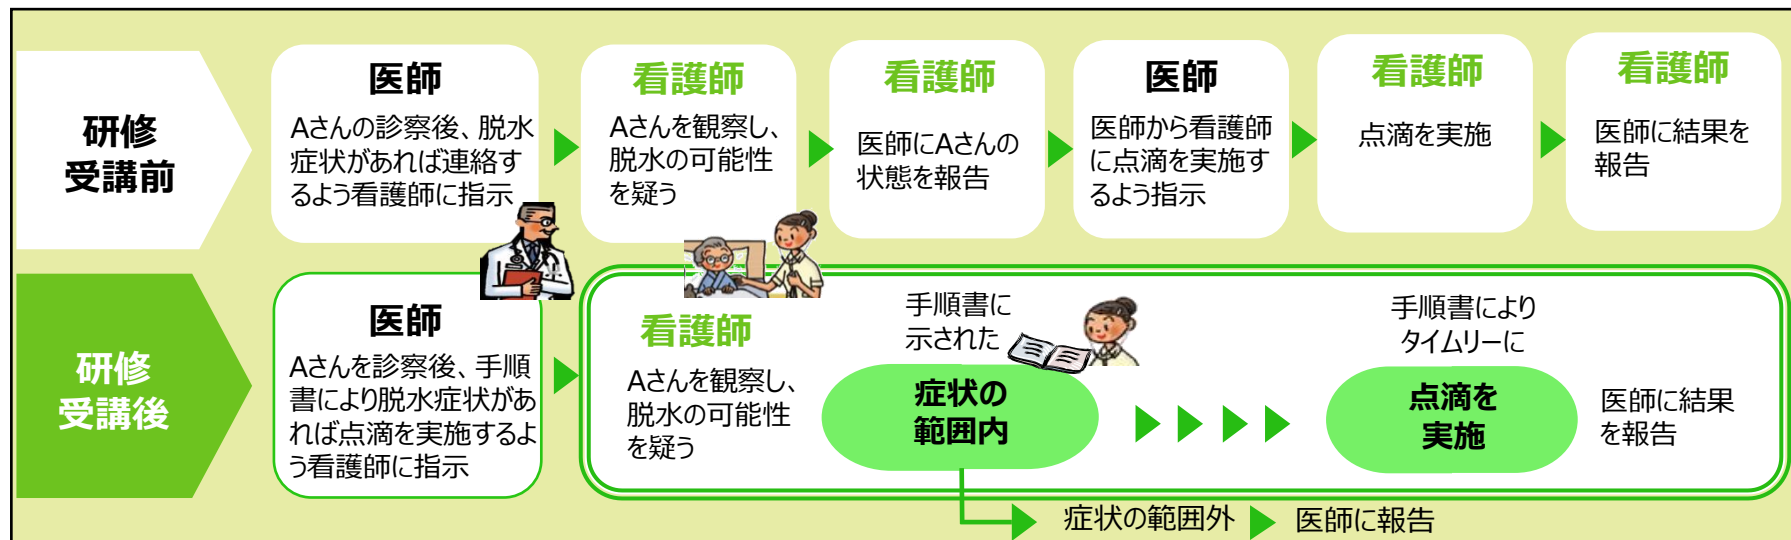 研修
受講前
医師
Aさんの診察後、脱水
症状があれば連絡す
るよう看護師に指示
看護師
Aさんを観察し、
脱水の可能性
を疑う
看護師
医師にAさんの
状態を報告
医師
医師から看護師
に点滴を実施す
るよう指示
看護師
点滴を実施
看護師
医師に結果を
報告
研修
受講後
医師
Aさんを診察後、手順
書により脱水症状があ
れば点滴を実施するよ
う看護師に指示
看護師
Aさんを観察し、
脱水の可能性
を疑う
手順書に
示された
症状の
範囲内
手順書により
タイムリーに
点滴を
実施
医師に結果
を報告
症状の範囲外
医師に報告